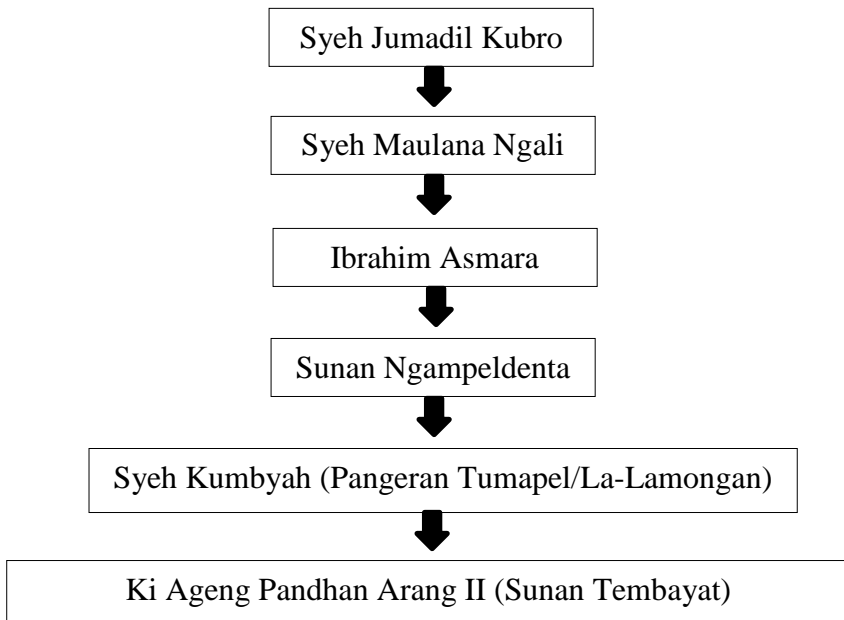 Syeh Jumadil Kubro
Syeh Maulana Ngali
Ibrahim Asmara
Sunan Ngampeldenta
Syeh Kumbyah (Pangeran Tumapel/La-Lamongan)
Ki Ageng Pandhan Arang II (Sunan Tembayat)